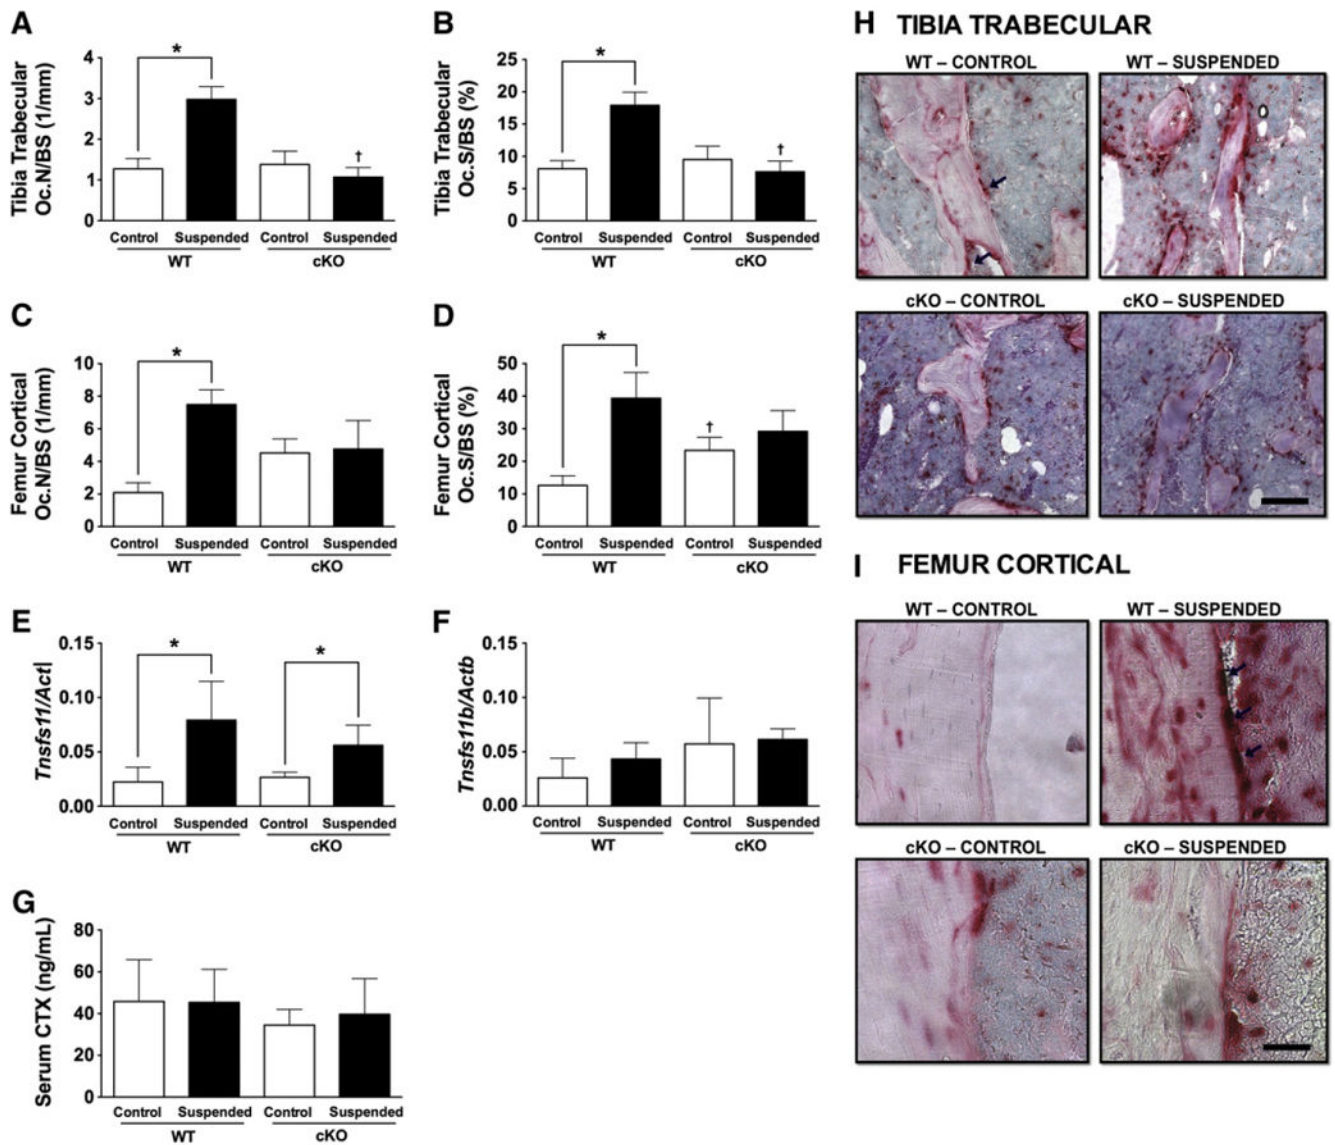 A
Tibia Trabecular
Oc.N/BS (1/mm)
4
3
2
1
0
*
†
Control Suspended Control Suspended
WT cKO
B
Tibia Trabecular
Oc.S/BS (%)
25
20
15
10
5
0
*
†
Control Suspended Control Suspended
WT cKO
C
Femur Cortical
Oc.N/BS (1/mm)
10
8
6
4
2
0
*
Control Suspended Control Suspended
WT cKO
D
Femur Cortical
Oc.S/BS (%)
50
40
30
20
10
0
*
†
Control Suspended Control Suspended
WT cKO
E
Tnsfs11/Actl
0.15
0.10
0.05
0.00
*
*
Control Suspended Control Suspended
WT cKO
F
Tnsfs11b/Actb
0.15
0.10
0.05
0.00
Control Suspended Control Suspended
WT cKO
G
Serum CTX (ng/mL)
80
60
40
20
0
Control Suspended Control Suspended
WT cKO
H TIBIA TRABECULAR
WT – CONTROL WT – SUSPENDED
cKO – CONTROL cKO – SUSPENDED
I FEMUR CORTICAL
WT – CONTROL WT – SUSPENDED
cKO – CONTROL cKO – SUSPENDED